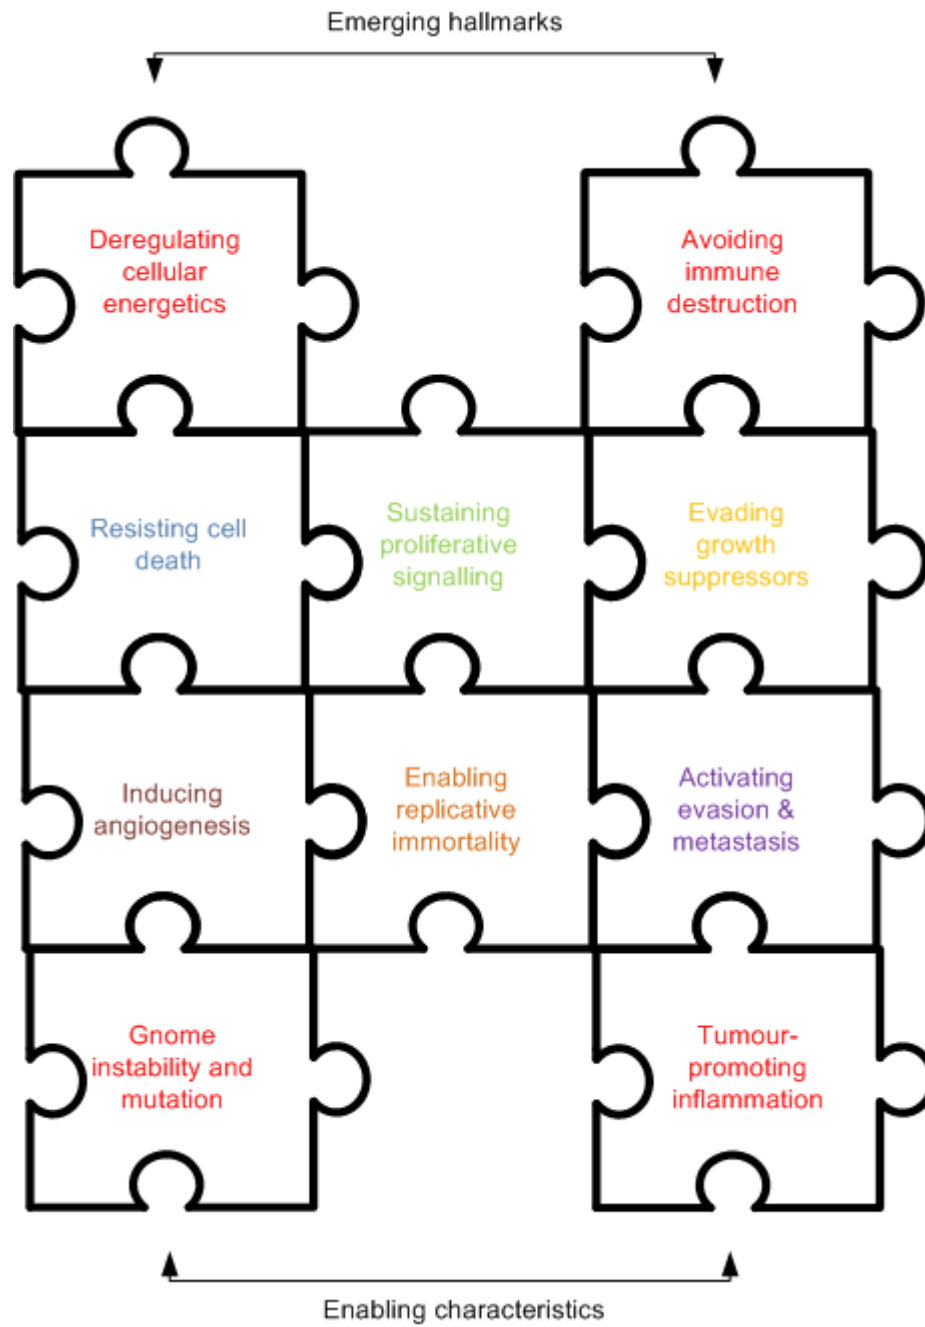 Emerging hallmarks
Deregulating
cellular
energetics
Avoiding
immune
destruction
Resisting cell
death
Sustaining
proliferative
signalling
Evading
growth
suppressors
Inducing
angiogenesis
Enabling
replicative
immortality
Activating
evasion &
metastasis
Gnome
instability and
mutation
Tumour-
promoting
inflammation
Enabling characteristics